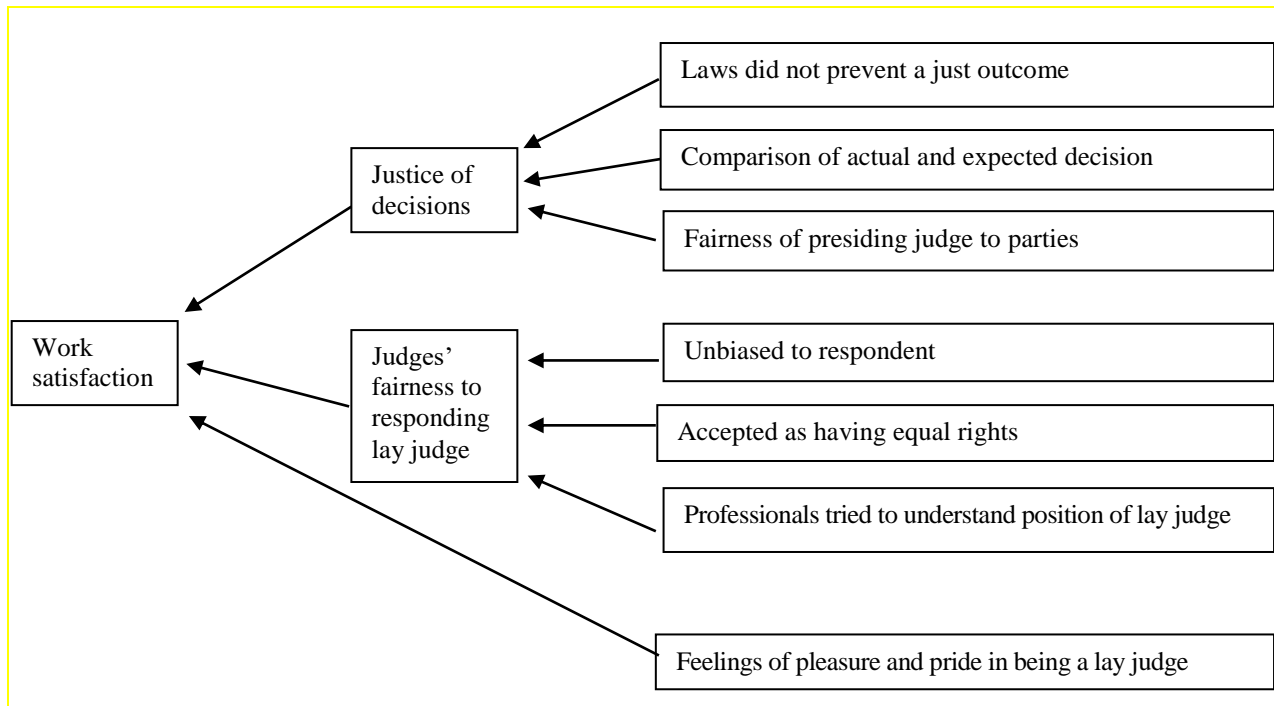 Laws did not prevent a just outcome
Comparison of actual and expected decision
Fairness of presiding judge to parties
Justice of
decisions
Work
satisfaction
Judges’
fairness to
responding
lay judge
Unbiased to respondent
Accepted as having equal rights
Professionals tried to understand position of lay judge
Feelings of pleasure and pride in being a lay judge